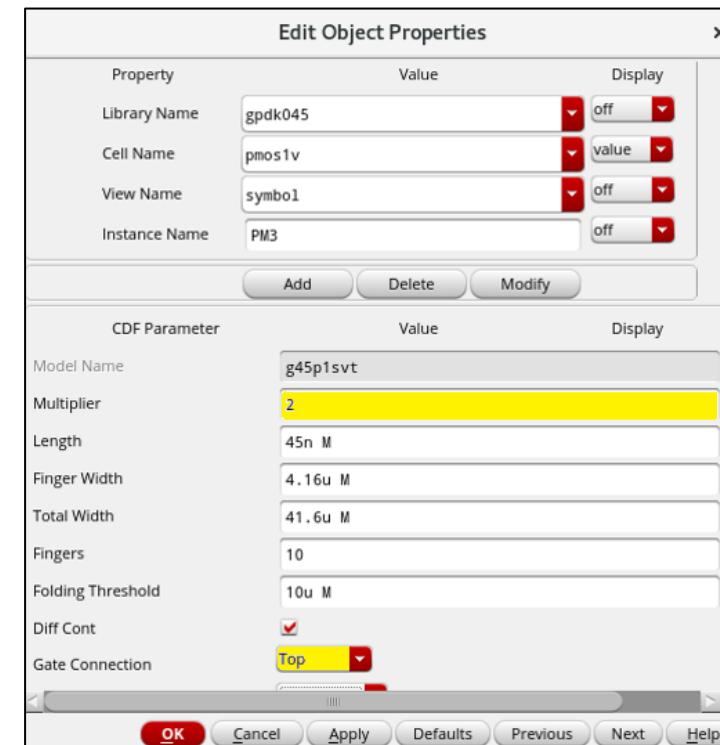 Edit Object Properties
Property Value Display
Library Name gpdk045 off
Cell Name pmos1v value
View Name symbol off
Instance Name PM3 off
Add Delete Modify
CDF Parameter Value Display
Model Name g45p1svt
Multiplier 2
Length 45n M
Finger Width 4.16u M
Total Width 41.6u M
Fingers 10
Folding Threshold 10u M
Diff Cont
Gate Connection Top
OK Cancel Apply Defaults Previous Next Help